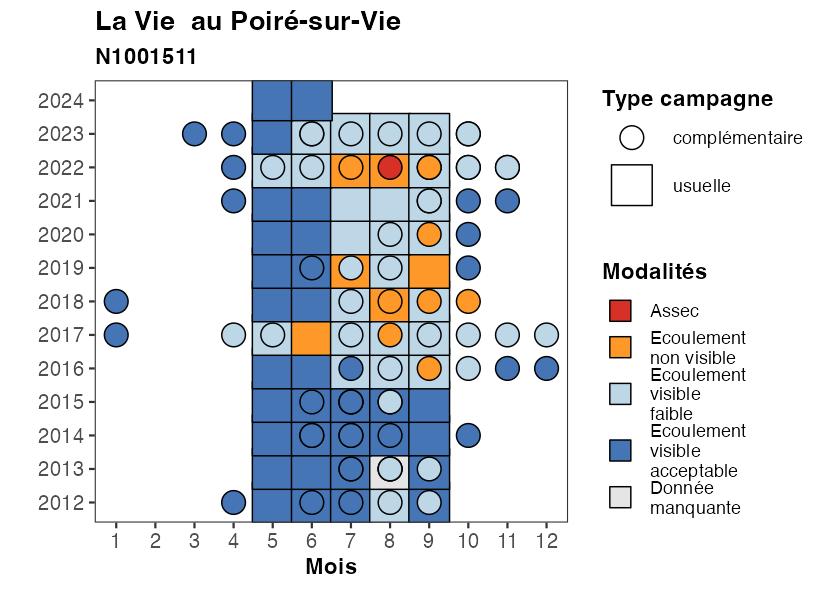 La Vie  au Poiré-sur-Vie
N1001511
2024
2023
2022
2021
2020
2019
2018
2017
2016
2015
2014
2013
2012
1 2 3 4 5 6 7 8 9 10 11 12
Mois
Type campagne
complémentaire
usuelle
Modalités
Assec
Ecoulement
non visible
Ecoulement
visible
faible
Ecoulement
visible
acceptable
Donnée
manquante